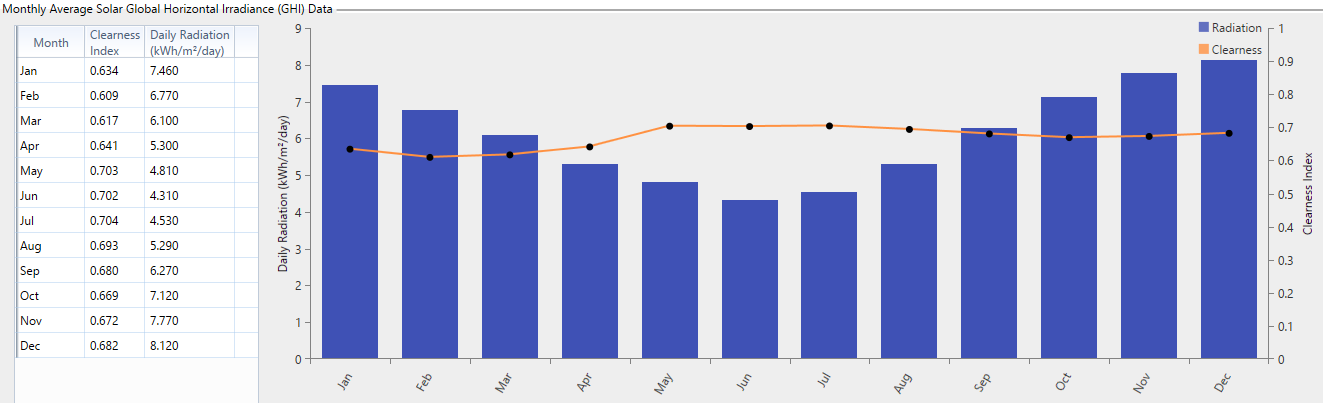 Monthly Average Solar Global Horizontal Irradiance (GHI) Data
Month Clearness Index Daily Radiation (kWh/m²/day)
Jan 0.634 7.460
Feb 0.609 6.770
Mar 0.617 6.100
Apr 0.641 5.300
May 0.703 4.810
Jun 0.702 4.310
Jul 0.704 4.530
Aug 0.693 5.290
Sep 0.680 6.270
Oct 0.669 7.120
Nov 0.672 7.770
Dec 0.682 8.120
Daily Radiation (kWh/m²/day)
9
8
7
6
5
4
3
2
1
0
Jan Feb Mar Apr May Jun Jul Aug Sep Oct Nov Dec
Radiation
Clearness
1
0.9
0.8
0.7
0.6
0.5
0.4
0.3
0.2
0.1
0
Clearness Index